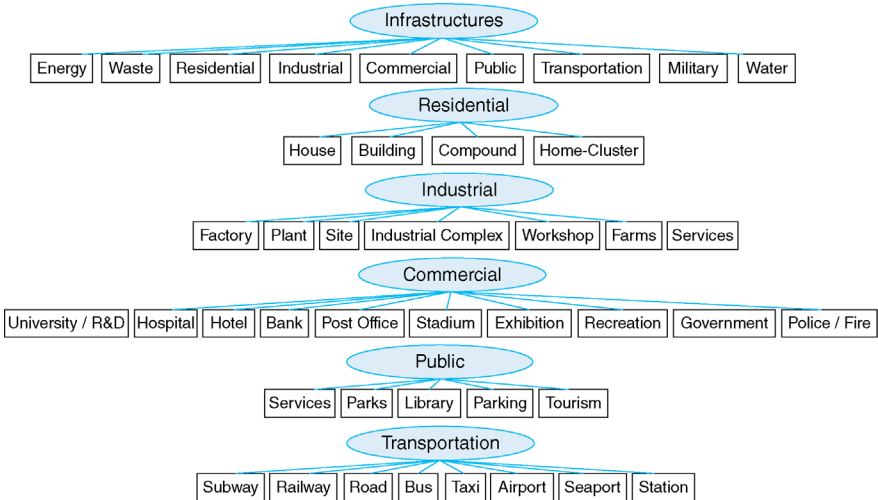 Infrastructures
Energy Waste Residential Industrial Commercial Public Transportation Military Water
Residential
House Building Compound Home-Cluster
Industrial
Factory Plant Site Industrial Complex Workshop Farms Services
Commercial
University / R&D Hospital Hotel Bank Post Office Stadium Exhibition Recreation Government Police / Fire
Public
Services Parks Library Parking Tourism
Transportation
Subway Railway Road Bus Taxi Airport Seaport Station